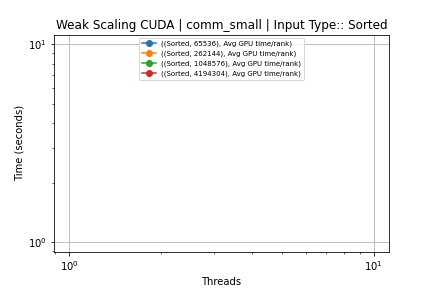 Weak Scaling CUDA | comm_small | Input Type:: Sorted
((Sorted, 65536), Avg GPU time/rank)
((Sorted, 262144), Avg GPU time/rank)
((Sorted, 1048576), Avg GPU time/rank)
((Sorted, 4194304), Avg GPU time/rank)
10¹
Time (seconds)
10⁰
10⁰ 10¹
Threads